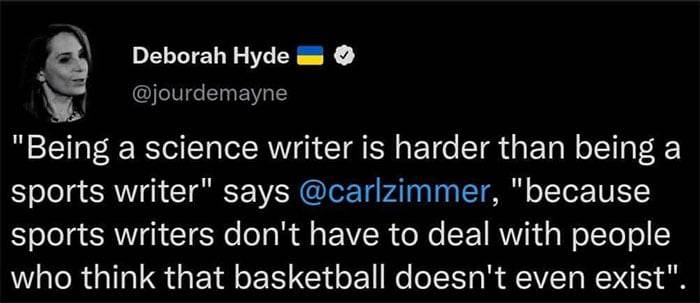 Deborah Hyde 🇺🇦
@jourdemayne
"Being a science writer is harder than being a
sports writer" says @carlzimmer, "because
sports writers don't have to deal with people
who think that basketball doesn't even exist".